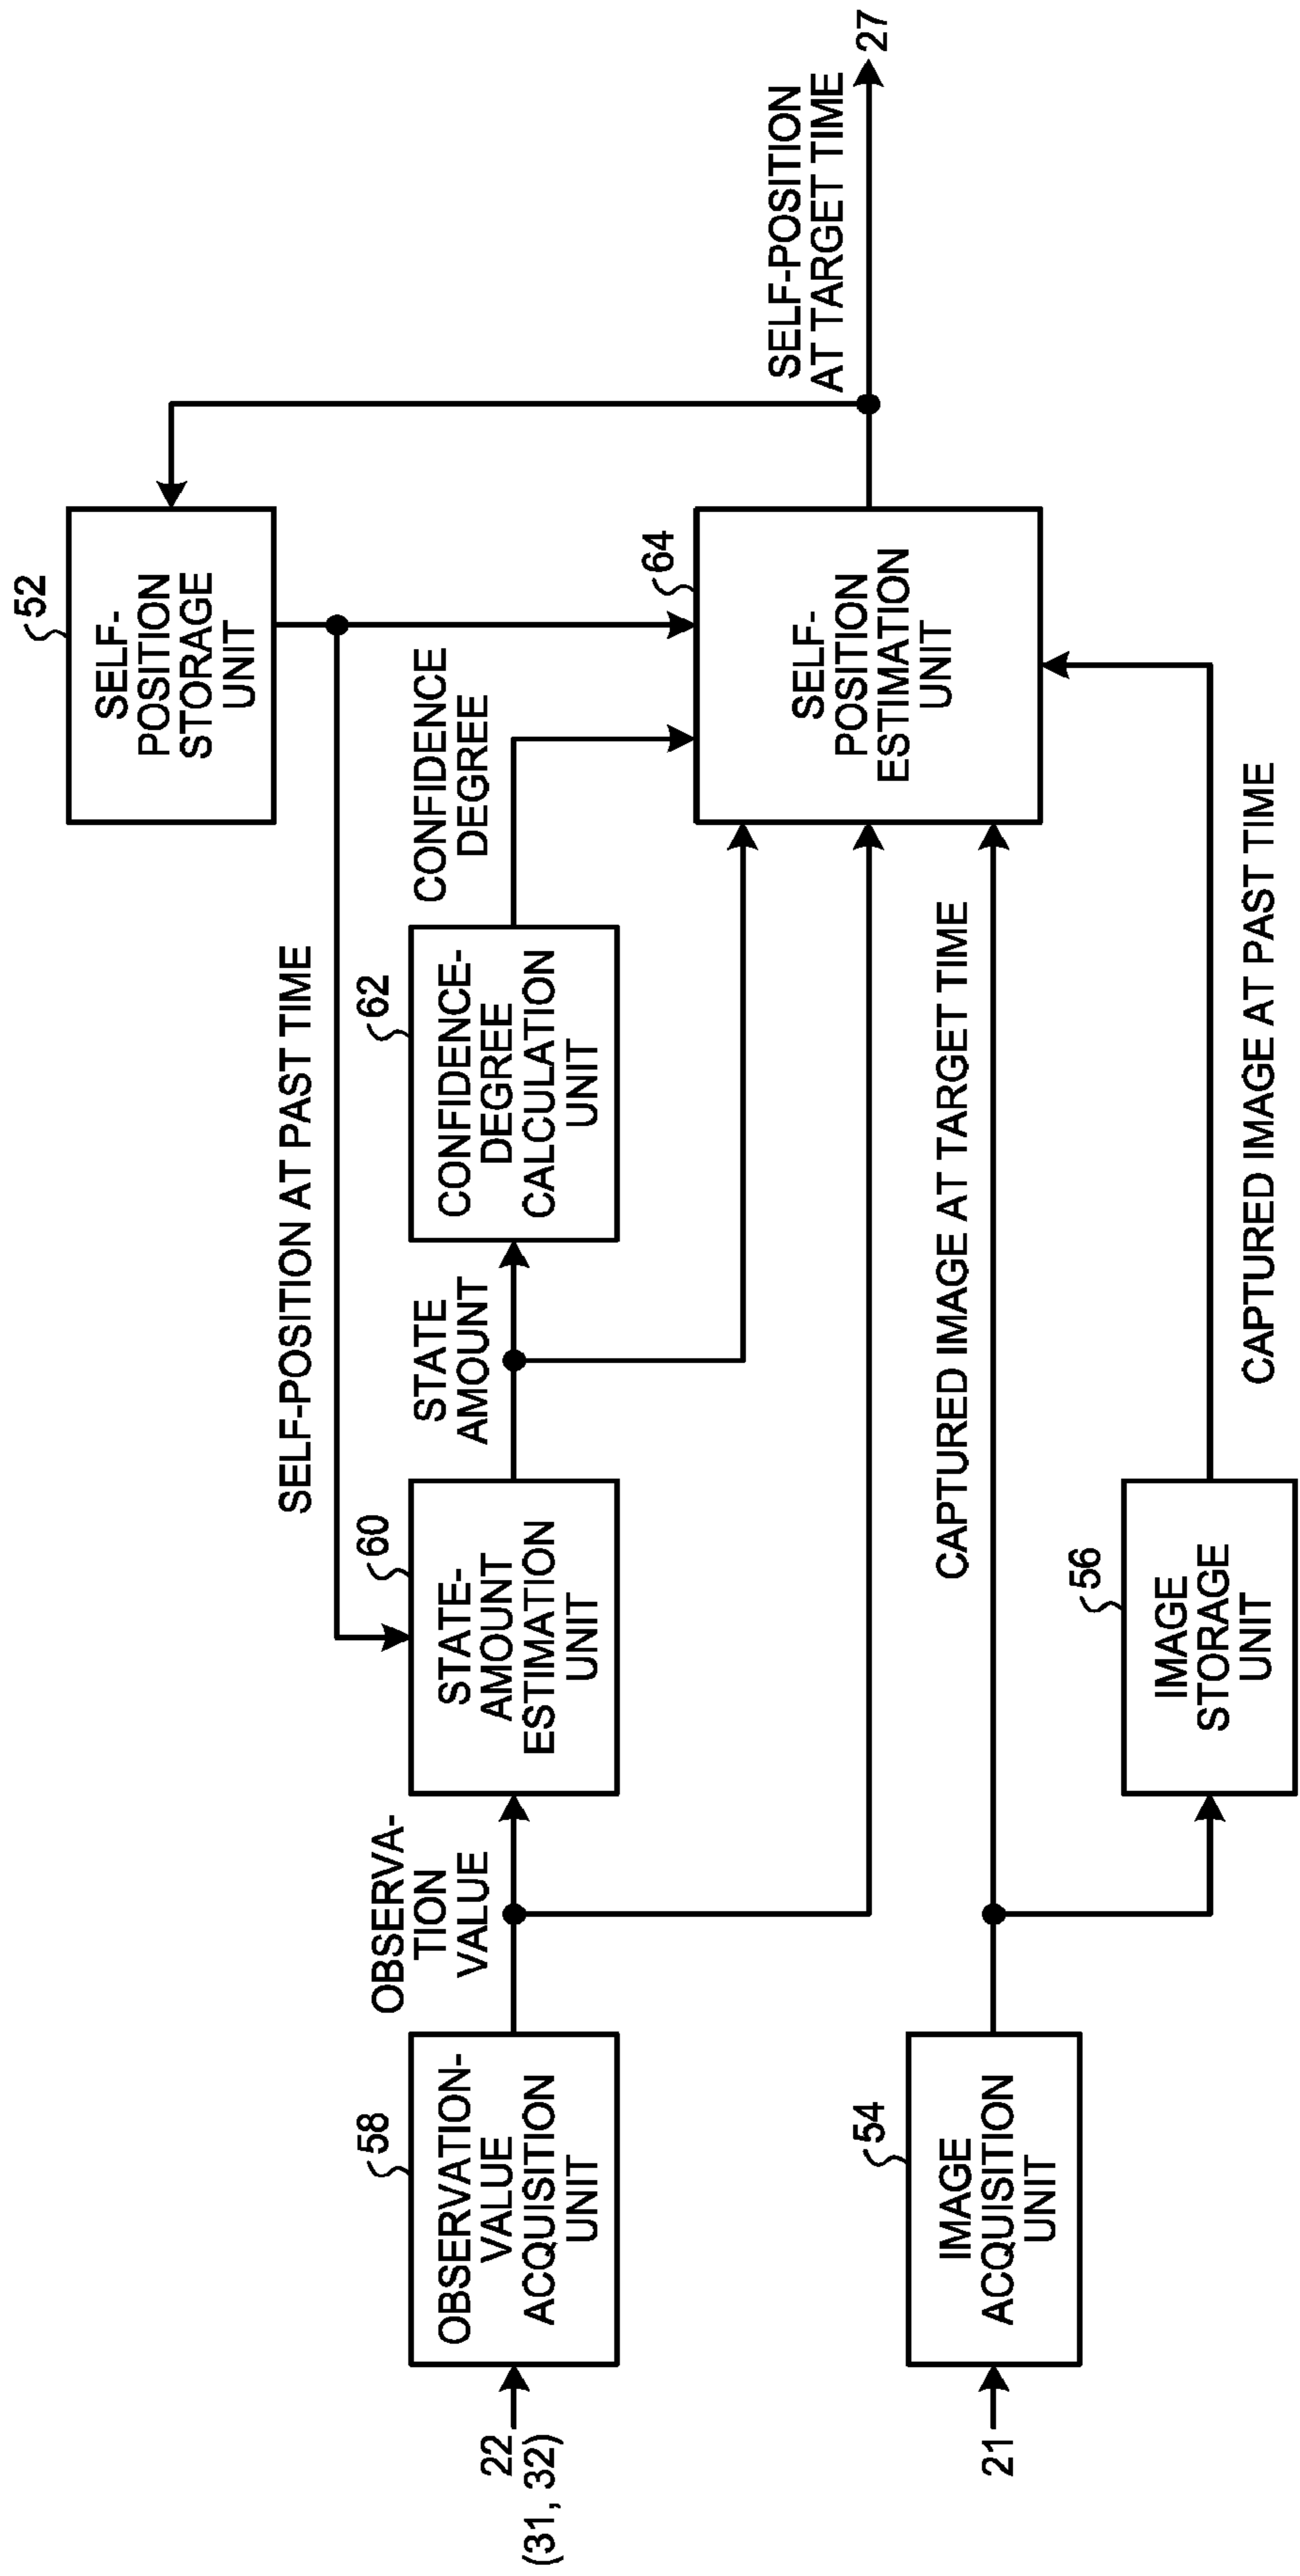 52
SELF-
POSITION
STORAGE
UNIT
SELF-POSITION AT PAST TIME
22
(31, 32)
58
OBSERVATION-
VALUE
ACQUISITION
UNIT
OBSERVA-
TION
VALUE
60
STATE-
AMOUNT
ESTIMATION
UNIT
STATE
AMOUNT
62
CONFIDENCE-
DEGREE
CALCULATION
UNIT
CONFIDENCE
DEGREE
64
SELF-
POSITION
ESTIMATION
UNIT
SELF-POSITION
AT TARGET TIME
27
21
54
IMAGE
ACQUISITION
UNIT
CAPTURED IMAGE AT TARGET TIME
56
IMAGE
STORAGE
UNIT
CAPTURED IMAGE AT PAST TIME